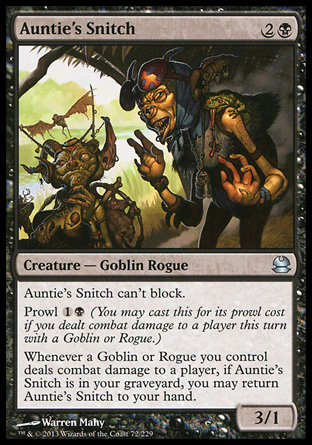 Auntie's Snitch 2
Creature — Goblin Rogue
Auntie's Snitch can't block.
Prowl 1 (You may cast this for its prowl cost
if you dealt combat damage to a player this turn
with a Goblin or Rogue.)
Whenever a Goblin or Rogue you control
deals combat damage to a player, if Auntie's
Snitch is in your graveyard, you may return
Auntie's Snitch to your hand.
Warren Mahy
™ & © 2013 Wizards of the Coast 72/229
3/1